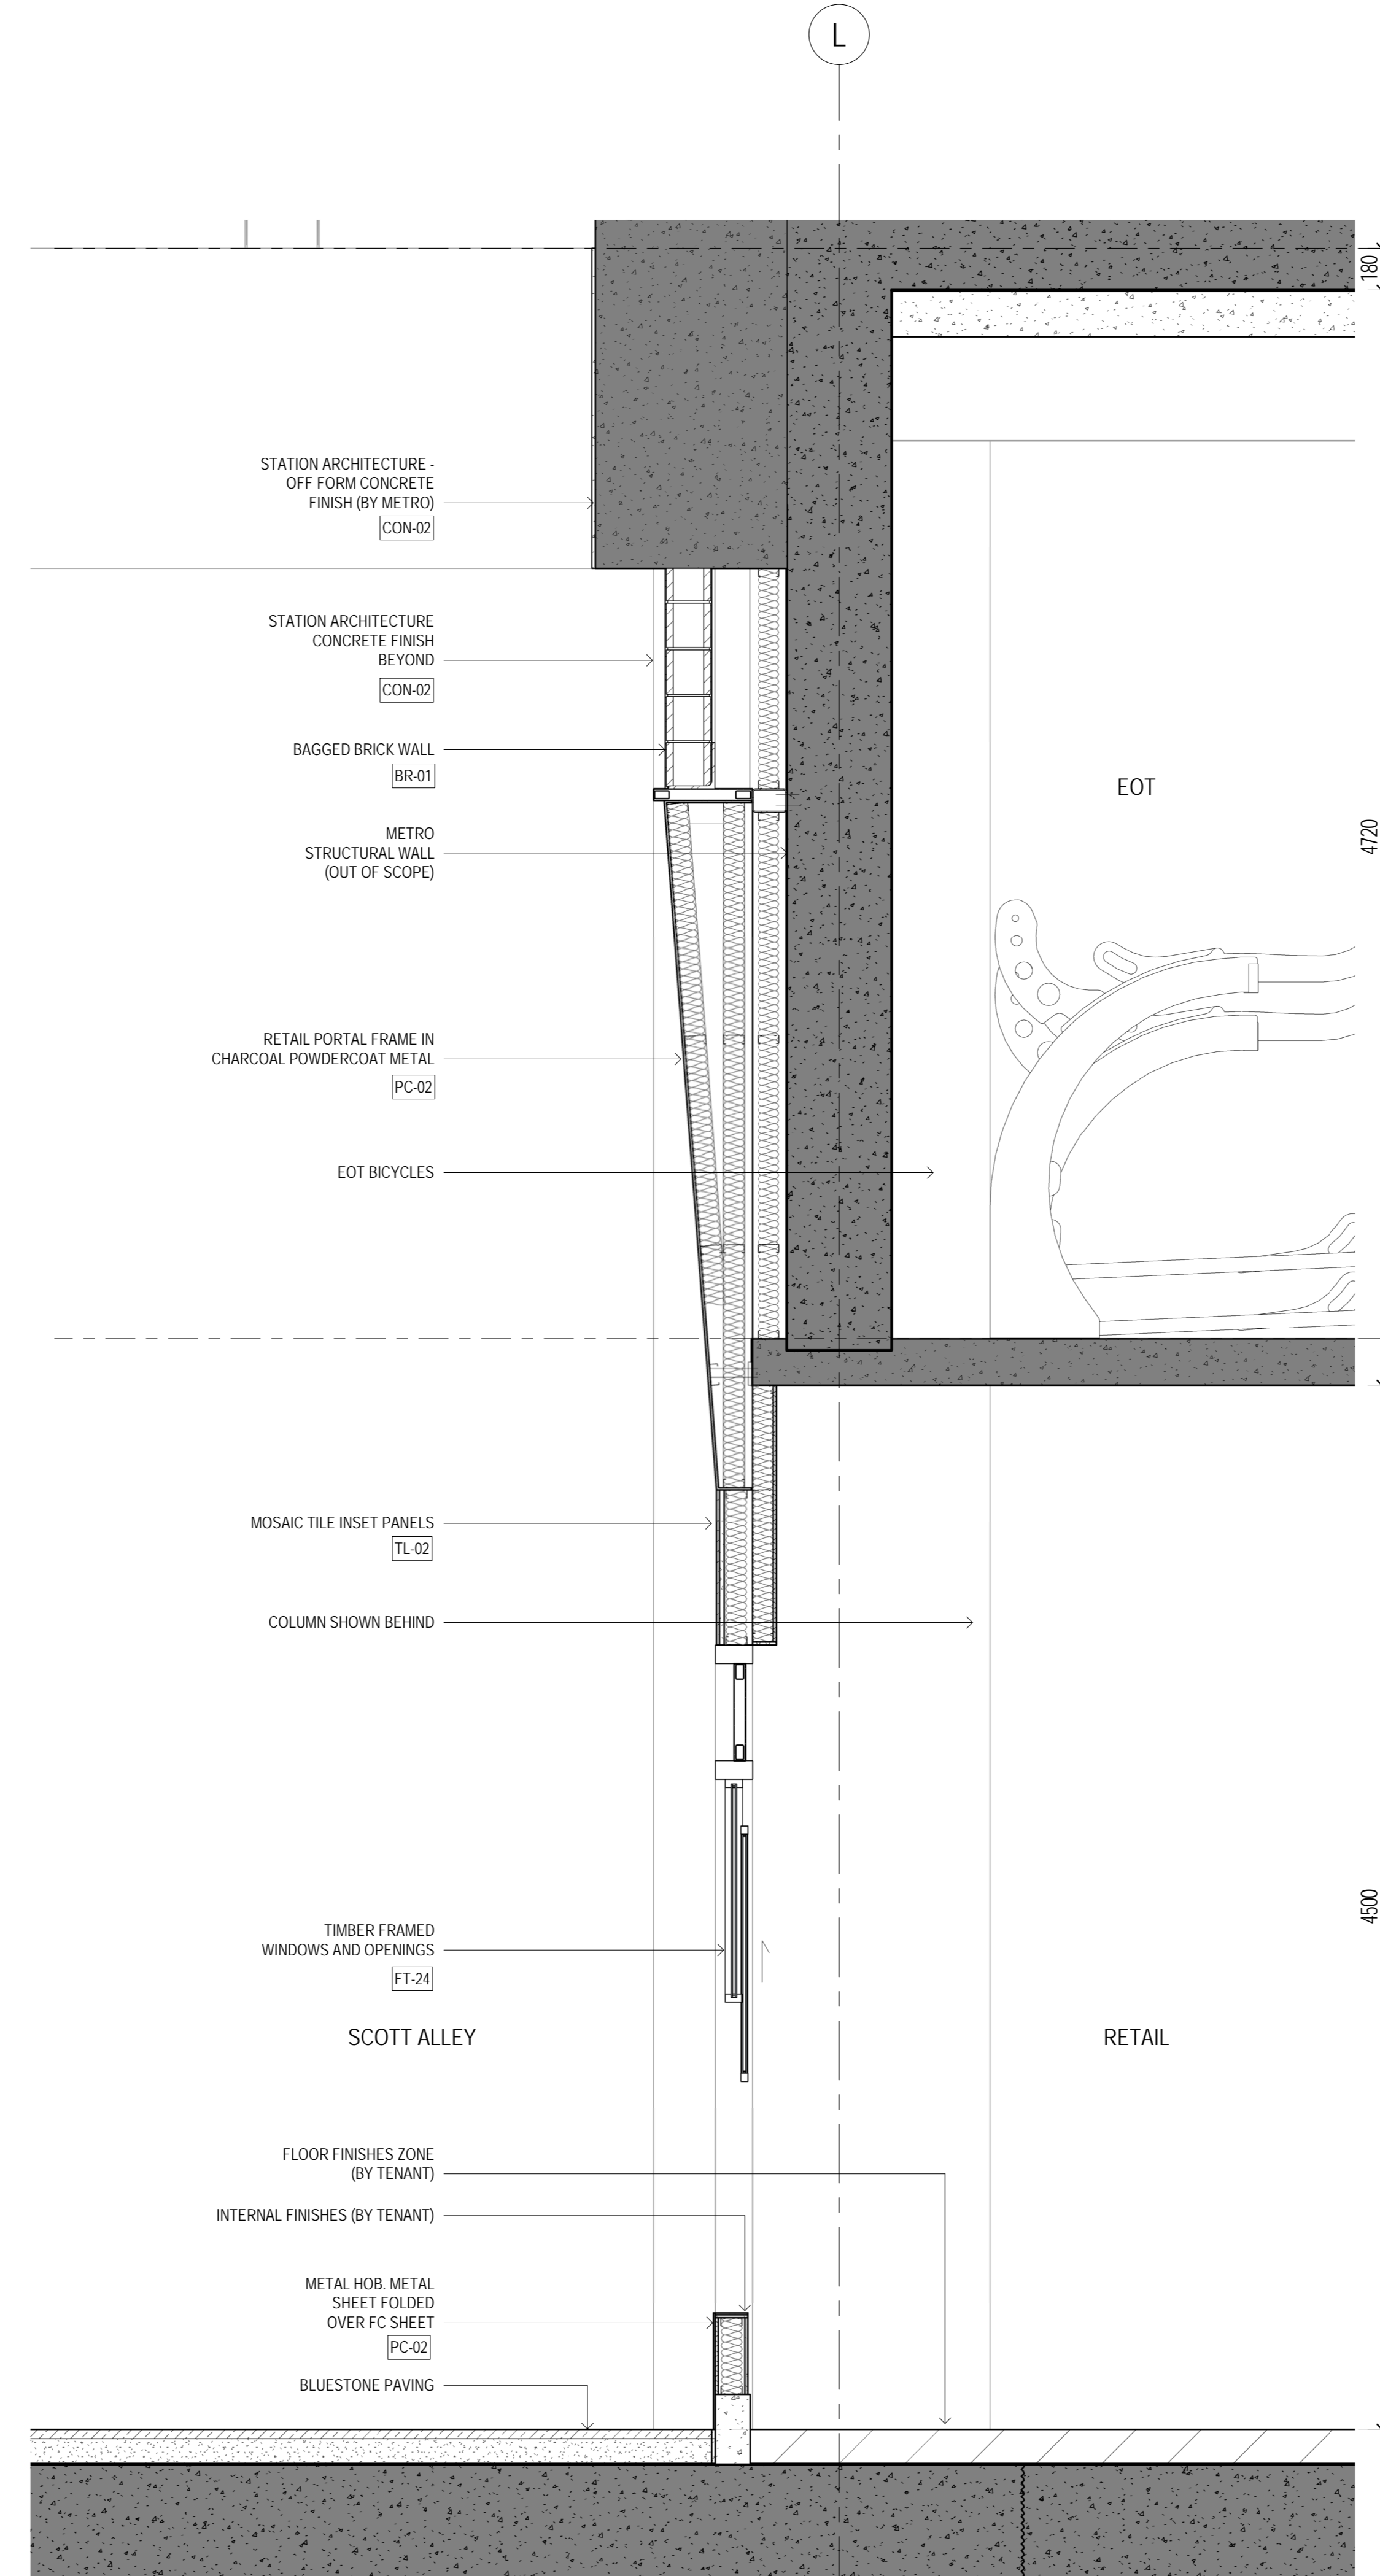 L
180
STATION ARCHITECTURE -
OFF FORM CONCRETE
FINISH (BY METRO)
CON-02
STATION ARCHITECTURE
CONCRETE FINISH
BEYOND
CON-02
BAGGED BRICK WALL
BR-01
EOT
METRO
STRUCTURAL WALL
(OUT OF SCOPE)
4720
RETAIL PORTAL FRAME IN
CHARCOAL POWDERCOAT METAL
PC-02
EOT BICYCLES
MOSAIC TILE INSET PANELS
TL-02
COLUMN SHOWN BEHIND
4500
TIMBER FRAMED
WINDOWS AND OPENINGS
FT-24
SCOTT ALLEY
RETAIL
FLOOR FINISHES ZONE
(BY TENANT)
INTERNAL FINISHES (BY TENANT)
METAL HOB. METAL
SHEET FOLDED
OVER FC SHEET
PC-02
BLUESTONE PAVING